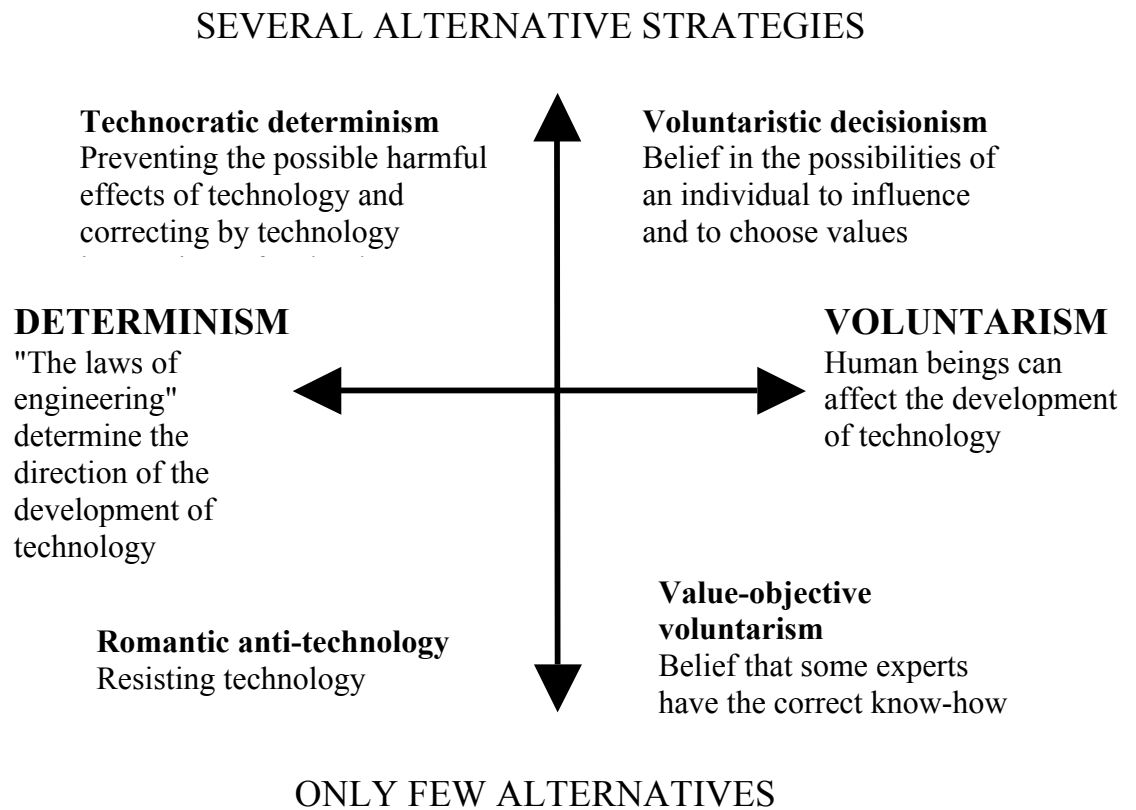 SEVERAL ALTERNATIVE STRATEGIES
Technocratic determinism
Preventing the possible harmful
effects of technology and
correcting by technology
Voluntaristic decisionism
Belief in the possibilities of
an individual to influence
and to choose values
DETERMINISM
"The laws of
engineering"
determine the
direction of the
development of
technology
VOLUNTARISM
Human beings can
affect the development
of technology
Romantic anti-technology
Resisting technology
Value-objective
voluntarism
Belief that some experts
have the correct know-how
ONLY FEW ALTERNATIVES